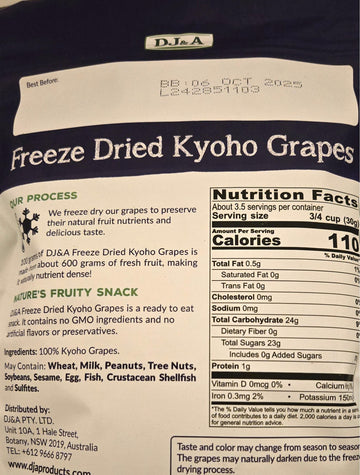 DJ&A
Best Before:
BB:06 OCT 2025
L242851103
Freeze Dried Kyoho Grapes
OUR PROCESS
We freeze dry our grapes to preserve
their natural fruit nutrients and
delicious taste.
of DJ&A Freeze Dried Kyoho Grapes is
from about 600 grams of fresh fruit, making
it naturally nutrient dense!
NATURE'S FRUITY SNACK
DJ&A Freeze Dried Kyoho Grapes is a ready to eat
snack. It contains no GMO ingredients and no
artificial flavors or preservatives.
Ingredients: 100% Kyoho Grapes.
May Contain: Wheat, Milk, Peanuts, Tree Nuts,
Soybeans, Sesame, Egg, Fish, Crustacean Shellfish
and Sulfites.
Distributed by:
DJ&A PTY. LTD.
Unit 10A, 1 Hale Street,
Botany, NSW 2019, Australia
TEL: +612 9666 8797
www.djaproducts.com
Nutrition Facts
About 3.5 servings per container
Serving size 3/4 cup (30g)
Amount Per Serving
Calories 110
% Daily Value
Total Fat 0.5g
Saturated Fat 0g
Trans Fat 0g
Cholesterol 0mg
Sodium 0mg
Total Carbohydrate 24g
Dietary Fiber 0g
Total Sugars 23g
Includes 0g Added Sugars
Protein 1g
Vitamin D 0mcg 0% • Calcium
Iron 0.3mg 2% • Potassium 150m
*The % Daily Value tells you how much a nutrient in a
of food contributes to a daily diet. 2,000 calories a day is
for general nutrition advice.
Taste and color may change from season to season
The grapes may naturally darken due to the freeze
drying process.